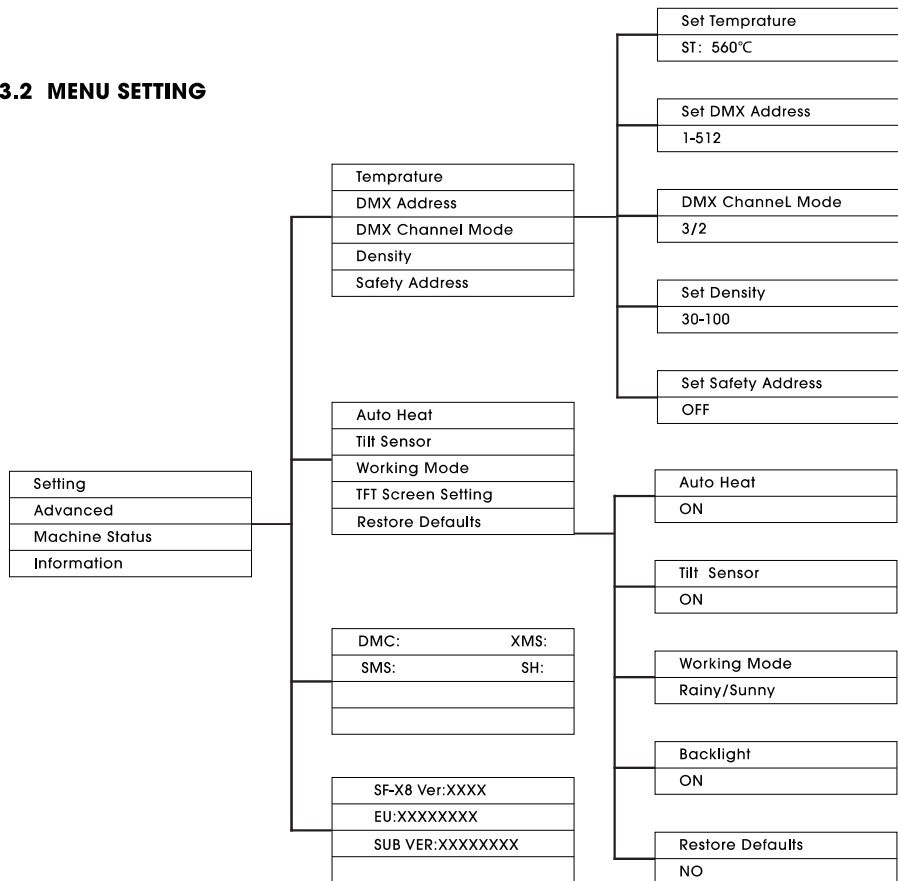 3.2 MENU SETTING
Setting
Advanced
Machine Status
Information
Temprature
DMX Address
DMX Channel Mode
Density
Safety Address
Auto Heat
Tilt Sensor
Working Mode
TFT Screen Setting
Restore Defaults
DMC: XMS:
SMS: SH:
SF-X8 Ver:XXXX
EU:XXXXXXXX
SUB VER:XXXXXXXX
Set Temprature
ST: 560℃
Set DMX Address
1-512
DMX ChanneL Mode
3/2
Set Density
30-100
Set Safety Address
OFF
Auto Heat
ON
Tilt Sensor
ON
Working Mode
Rainy/Sunny
Backlight
ON
Restore Defaults
NO